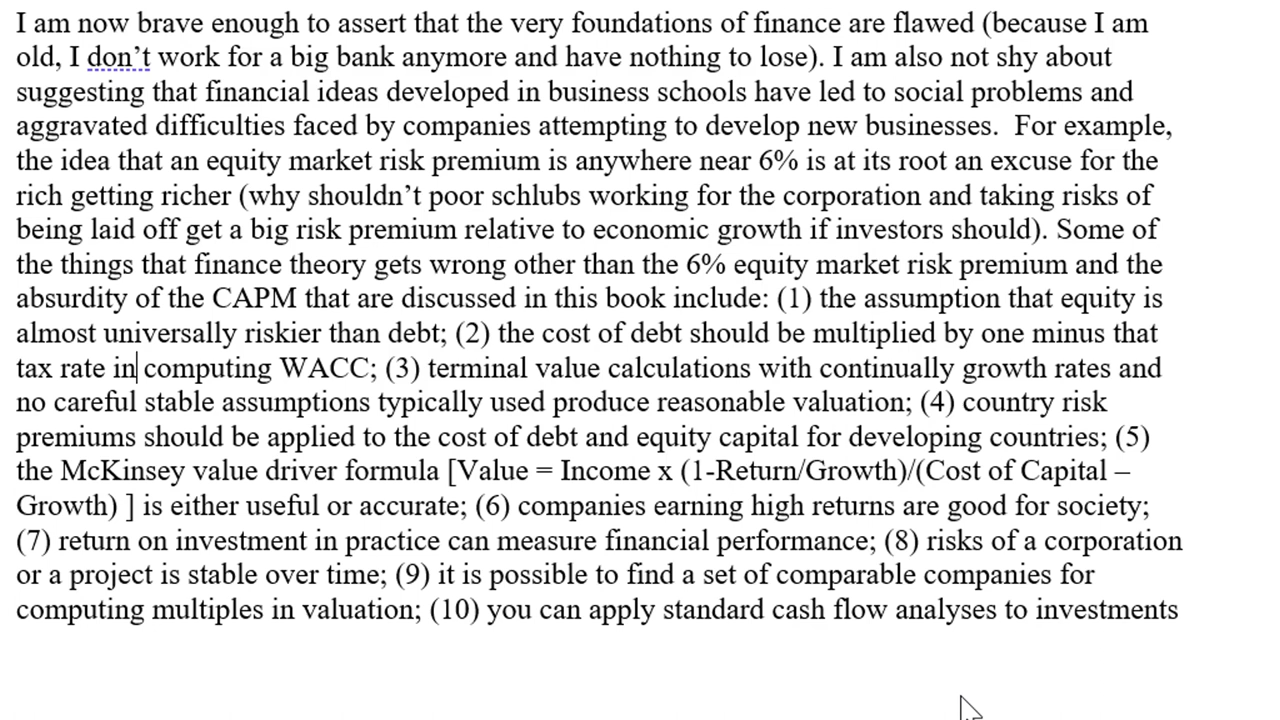 I am now brave enough to assert that the very foundations of finance are flawed (because I am
old, I don’t work for a big bank anymore and have nothing to lose). I am also not shy about
suggesting that financial ideas developed in business schools have led to social problems and
aggravated difficulties faced by companies attempting to develop new businesses.  For example,
the idea that an equity market risk premium is anywhere near 6% is at its root an excuse for the
rich getting richer (why shouldn’t poor schlubs working for the corporation and taking risks of
being laid off get a big risk premium relative to economic growth if investors should). Some of
the things that finance theory gets wrong other than the 6% equity market risk premium and the
absurdity of the CAPM that are discussed in this book include: (1) the assumption that equity is
almost universally riskier than debt; (2) the cost of debt should be multiplied by one minus that
tax rate in computing WACC; (3) terminal value calculations with continually growth rates and
no careful stable assumptions typically used produce reasonable valuation; (4) country risk
premiums should be applied to the cost of debt and equity capital for developing countries; (5)
the McKinsey value driver formula [Value = Income x (1-Return/Growth)/(Cost of Capital –
Growth) ] is either useful or accurate; (6) companies earning high returns are good for society;
(7) return on investment in practice can measure financial performance; (8) risks of a corporation
or a project is stable over time; (9) it is possible to find a set of comparable companies for
computing multiples in valuation; (10) you can apply standard cash flow analyses to investments